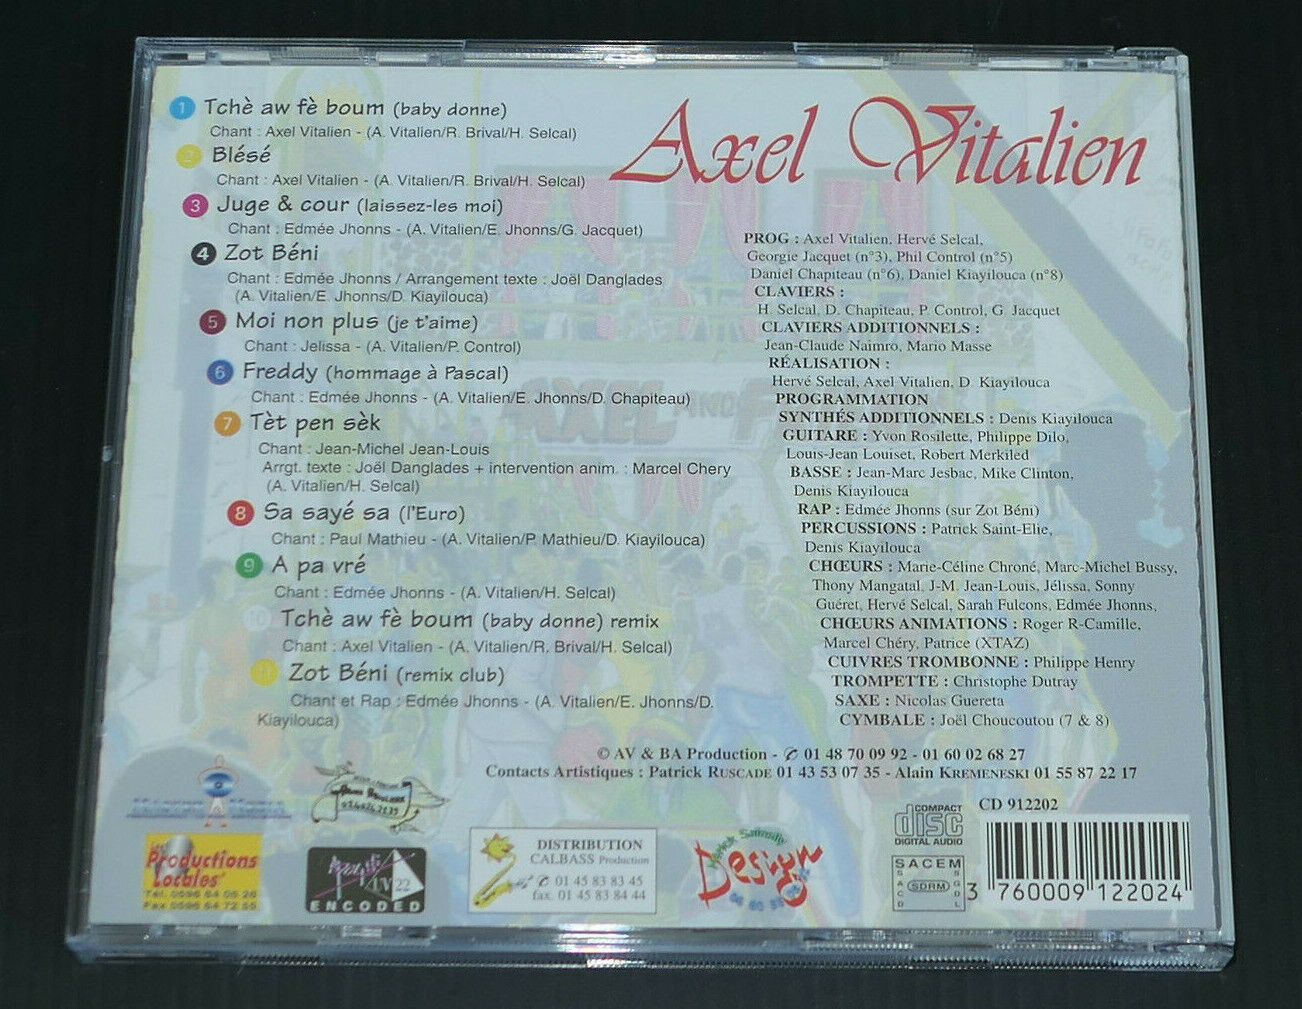 Axel Vitalien
1 Tchè aw fè boum (baby donne)
Chant : Axel Vitalien - (A. Vitalien/R. Brival/H. Selcal)
2 Blésé
Chant : Axel Vitalien - (A. Vitalien/R. Brival/H. Selcal)
3 Juge & cour (laissez-les moi)
Chant : Edmée Jhonns - (A. Vitalien/E. Jhonns/G. Jacquet)
4 Zot Béni
Chant : Edmée Jhonns / Arrangement texte : Joël Danglades
(A. Vitalien/E. Jhonns/D. Kiayilouca)
5 Moi non plus (je t'aime)
Chant : Jelissa - (A. Vitalien/P. Control)
6 Freddy (hommage à Pascal)
Chant : Edmée Jhonns - (A. Vitalien/E. Jhonns/D. Chapiteau)
7 Tèt pen sèk
Chant : Jean-Michel Jean-Louis
Arrgt. texte : Joël Danglades + intervention anim. : Marcel Chery
(A. Vitalien/H. Selcal)
8 Sa sayé sa (l'Euro)
Chant : Paul Mathieu - (A. Vitalien/P. Mathieu/D. Kiayilouca)
9 A pa vré
Chant : Edmée Jhonns - (A. Vitalien/H. Selcal)
10 Tchè aw fè boum (baby donne) remix
Chant : Axel Vitalien - (A. Vitalien/R. Brival/H. Selcal)
Zot Béni (remix club)
Chant et Rap : Edmée Jhonns - (A. Vitalien/E. Jhonns/D.
Kiayilouca)
PROG : Axel Vitalien, Hervé Selcal,
Georgie Jacquet (n°3), Phil Control (n°5)
Daniel Chapiteau (n°6), Daniel Kiayilouca (n°8)
CLAVIERS :
H. Selcal, D. Chapiteau, P. Control, G. Jacquet
CLAVIERS ADDITIONNELS :
Jean-Claude Naimro, Mario Masse
RÉALISATION :
Hervé Selcal, Axel Vitalien, D. Kiayilouca
PROGRAMMATION
SYNTHÉS ADDITIONNELS : Denis Kiayilouca
GUITARE : Yvon Rosilette, Philippe Dilo,
Louis-Jean Louiset, Robert Merkiled
BASSE : Jean-Marc Jesbac, Mike Clinton,
Denis Kiayilouca
RAP : Edmée Jhonns (sur Zot Béni)
PERCUSSIONS : Patrick Saint-Elie,
Denis Kiayilouca
CHŒURS : Marie-Céline Chroné, Marc-Michel Bussy,
Thony Mangatal, J-M. Jean-Louis, Jélissa, Sonny
Guéret, Hervé Selcal, Sarah Fulcons, Edmée Jhonns,
CHŒURS ANIMATIONS : Roger R-Camille,
Marcel Chéry, Patrice (XTAZ)
CUIVRES TROMBONNE : Philippe Henry
TROMPETTE : Christophe Dutray
SAXE : Nicolas Guereta
CYMBALE : Joël Choucoutou (7 & 8)
© AV & BA Production - ✆ 01 48 70 09 92 - 01 60 02 68 27
Contacts Artistiques : Patrick RUSCADE 01 43 53 07 35 - Alain KREMENESKI 01 55 87 22 17
AXEL AND
Productions
Locales
Tél. 0596 64 06 26
Fax 0596 64 72 55
22
ENCODED
DISTRIBUTION
CALBASS Production
✆ 01 45 83 83 45
fax. 01 45 83 84 44
Design
COMPACT
disc
DIGITAL AUDIO
SACEM
SACD
SDRM
SGDL
CD 912202
3 760009 122024